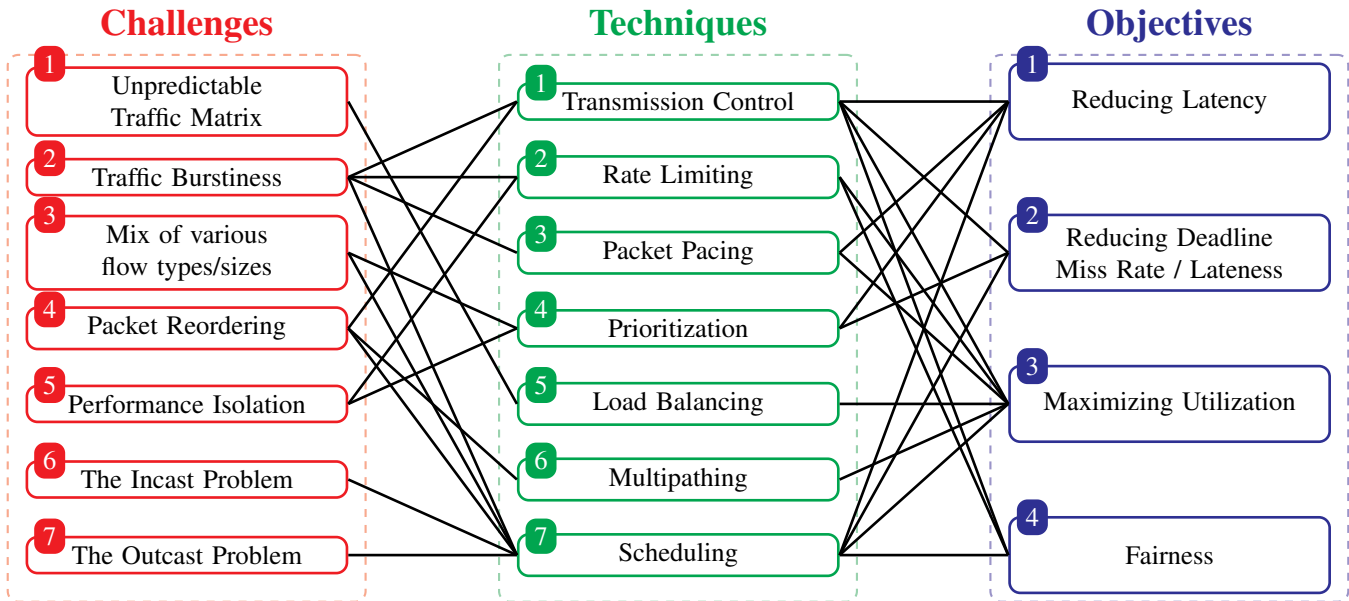 Challenges
1
Unpredictable
Traffic Matrix
2
Traffic Burstiness
3
Mix of various
flow types/sizes
4
Packet Reordering
5
Performance Isolation
6
The Incast Problem
7
The Outcast Problem
Techniques
1
Transmission Control
2
Rate Limiting
3
Packet Pacing
4
Prioritization
5
Load Balancing
6
Multipathing
7
Scheduling
Objectives
1
Reducing Latency
2
Reducing Deadline
Miss Rate / Lateness
3
Maximizing Utilization
4
Fairness